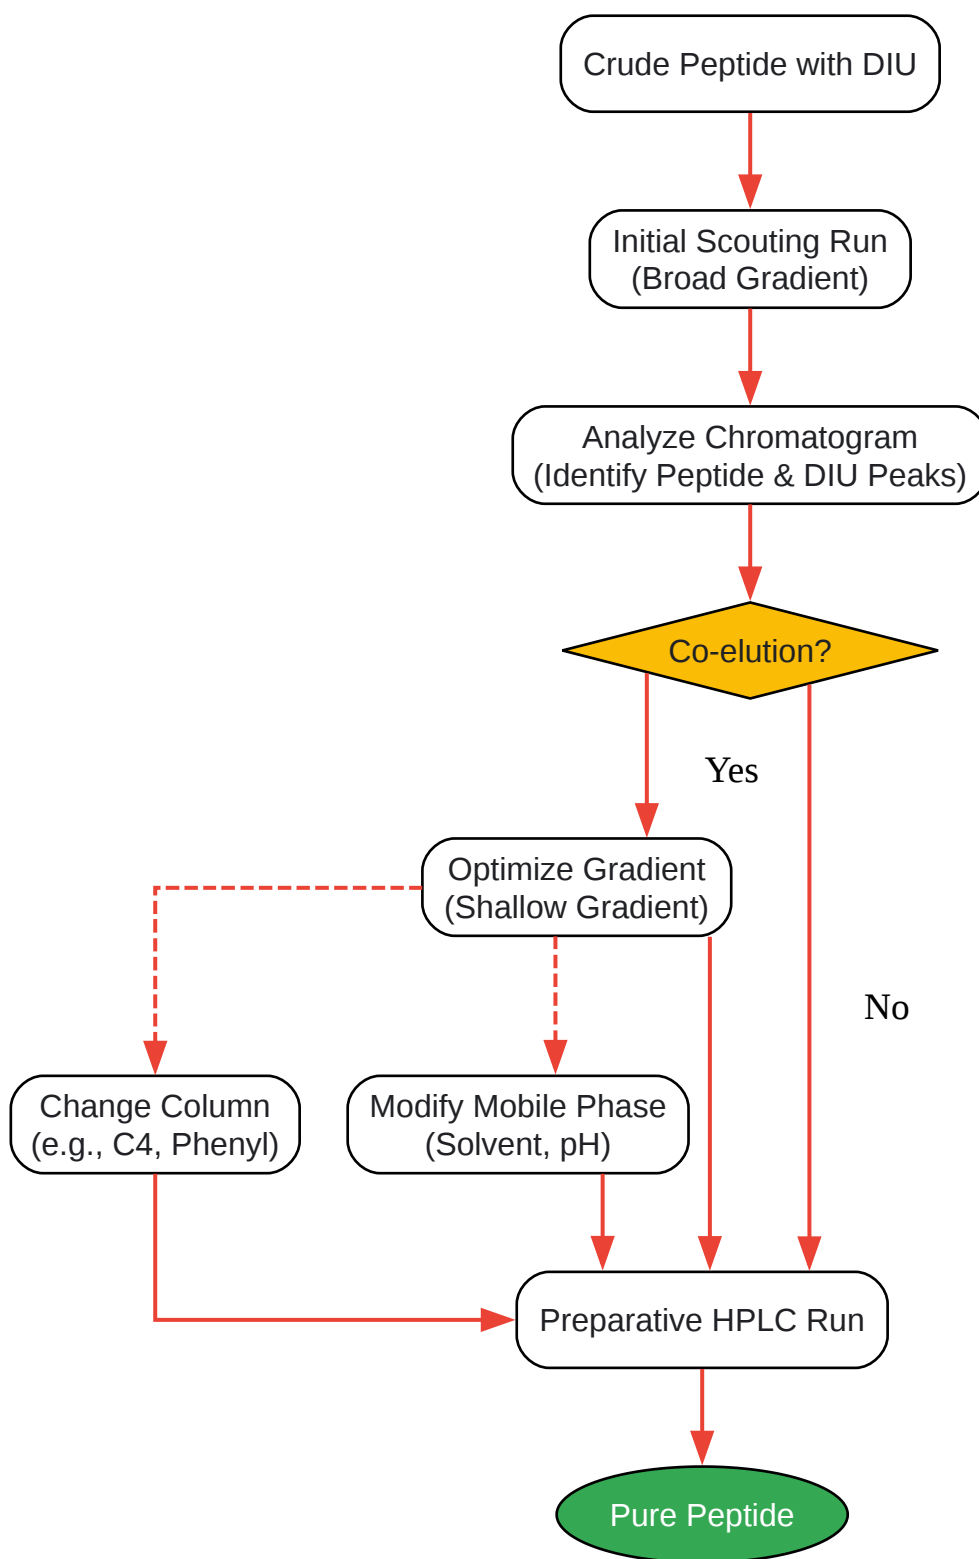 Crude Peptide with DIU
Initial Scouting Run
(Broad Gradient)
Analyze Chromatogram
(Identify Peptide & DIU Peaks)
Co-elution?
Yes
Optimize Gradient
(Shallow Gradient)
No
Change Column
(e.g., C4, Phenyl)
Modify Mobile Phase
(Solvent, pH)
Preparative HPLC Run
Pure Peptide